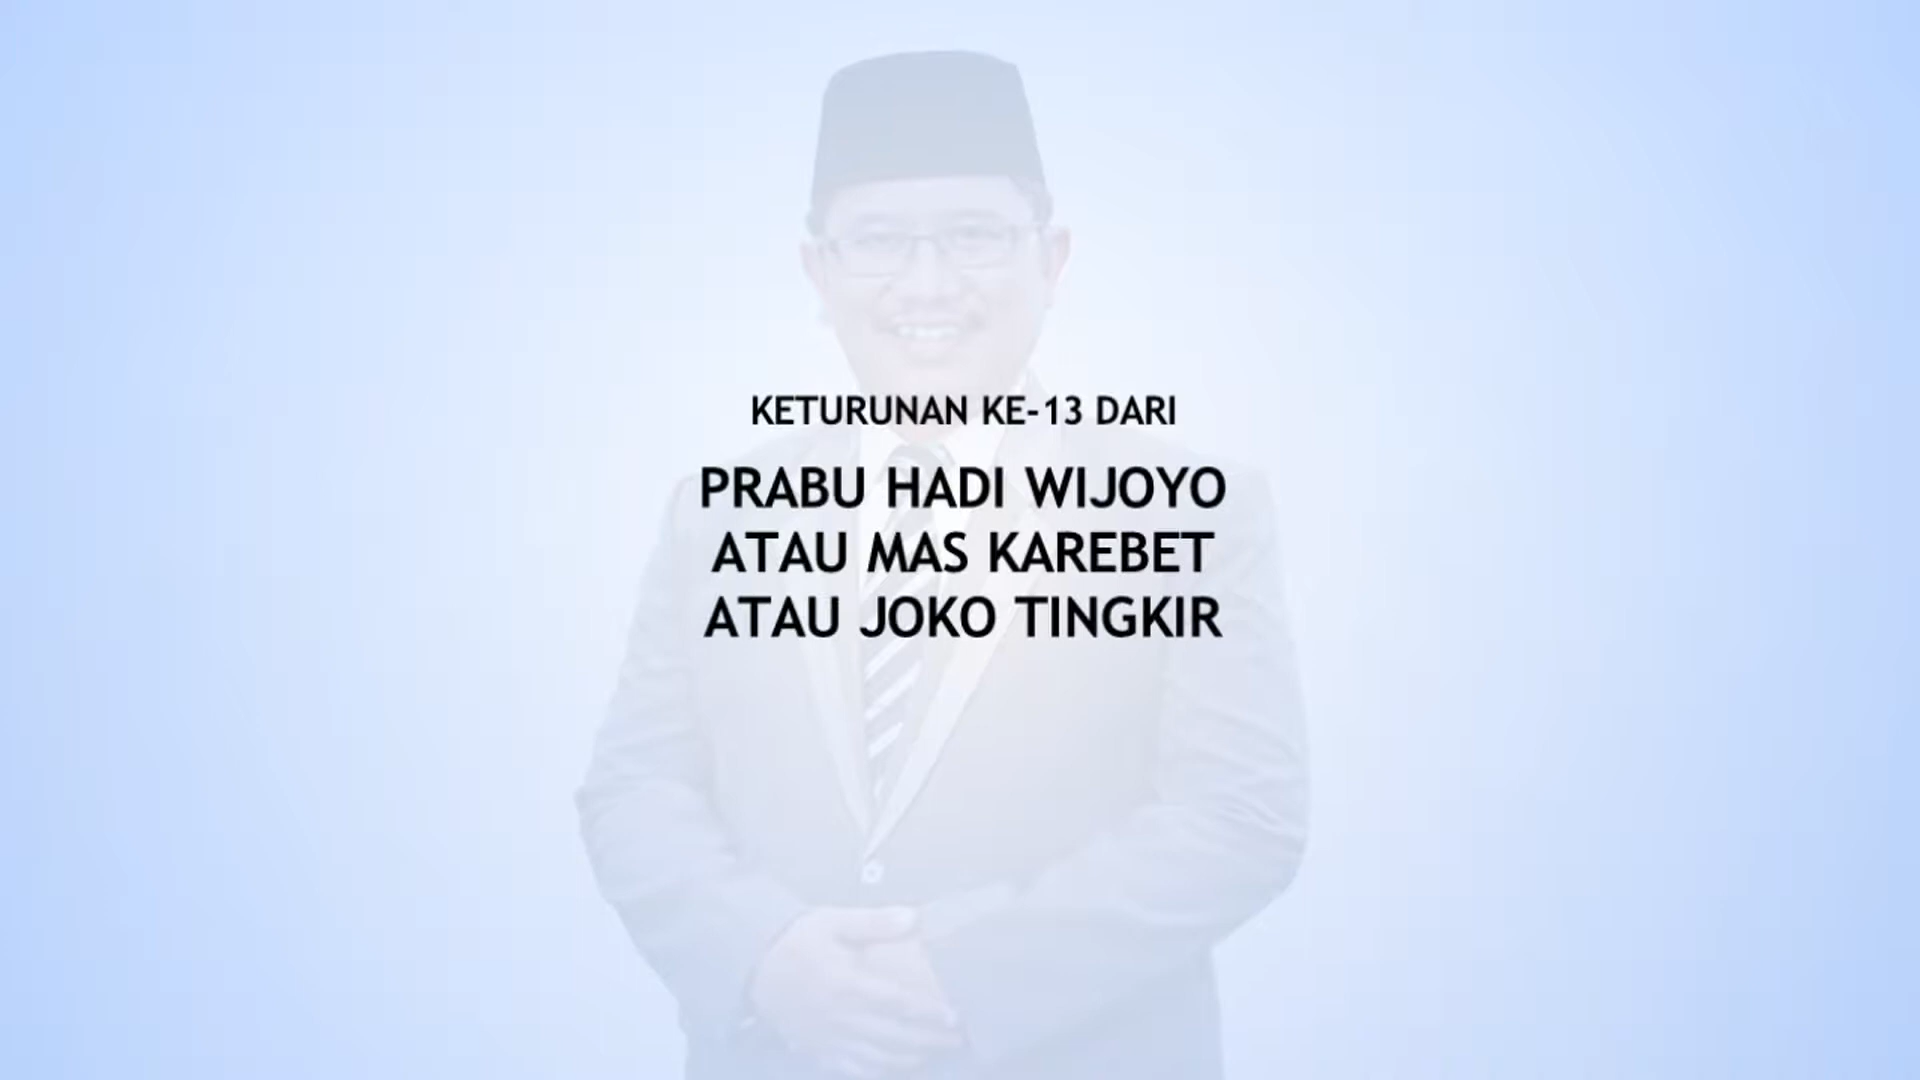 KETURUNAN KE-13 DARI
PRABU HADI WIJOYO
ATAU MAS KAREBET
ATAU JOKO TINGKIR